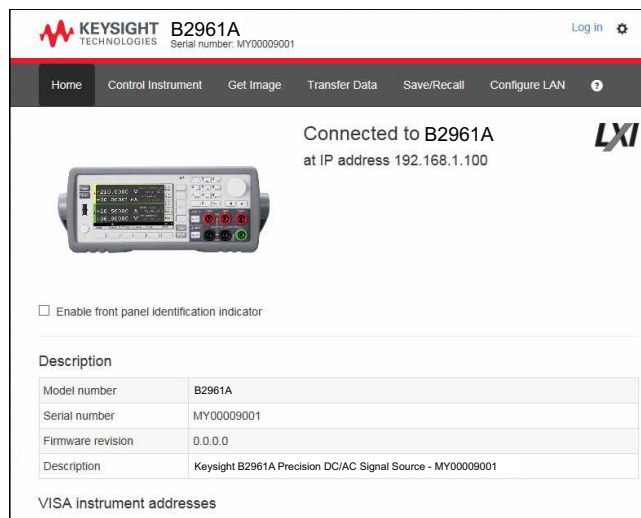 KEYSIGHT
TECHNOLOGIES
B2961A
Serial number: MY00009001
Log in
Home Control Instrument Get Image Transfer Data Save/Recall Configure LAN ?
Connected to B2961A
at IP address 192.168.1.100
LXI
Enable front panel identification indicator
Description
Model number B2961A
Serial number MY00009001
Firmware revision 0.0.0.0
Description Keysight B2961A Precision DC/AC Signal Source - MY00009001
VISA instrument addresses